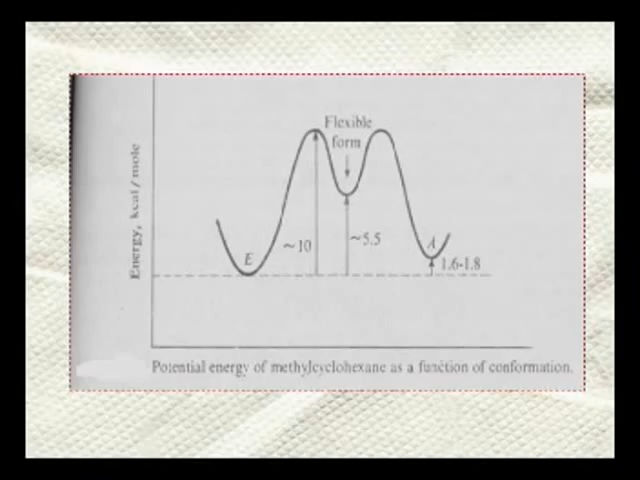 Flexible
form
Energy, kcal/mole
E
~10
~5.5
A
1.6-1.8
Potential energy of methylcyclohexane as a function of conformation.